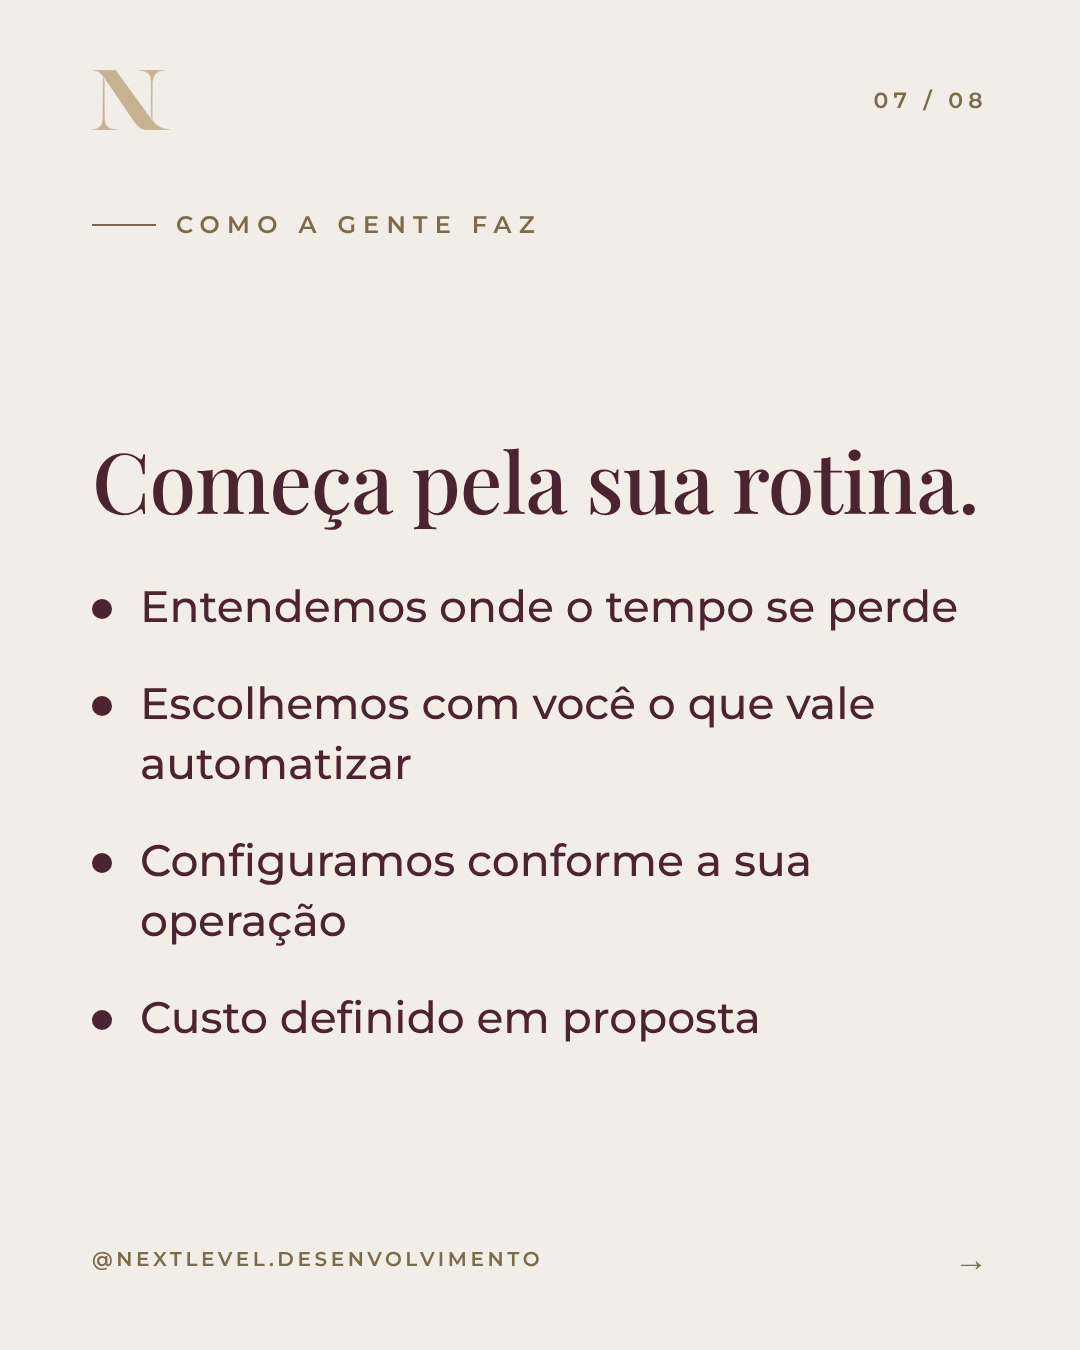 N
07 / 08
COMO A GENTE FAZ
Começa pela sua rotina.
● Entendemos onde o tempo se perde
● Escolhemos com você o que vale
automatizar
● Configuramos conforme a sua
operação
● Custo definido em proposta
@NEXTLEVEL.DESENVOLVIMENTO
→